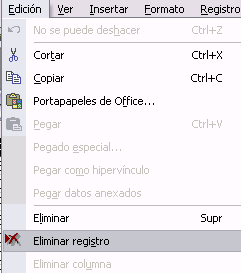 Edición Ver Insertar Formato Registro
No se puede deshacer Ctrl+Z
Cortar Ctrl+X
Copiar Ctrl+C
Portapapeles de Office...
Pegar Ctrl+V
Pegado especial...
Pegar como hipervínculo
Pegar datos anexados
Eliminar Supr
Eliminar registro
Eliminar columna